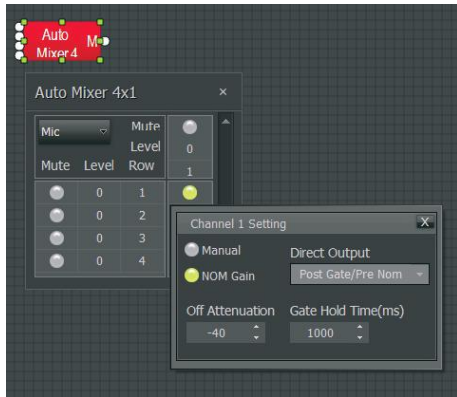 Auto M
Mixer4
Auto Mixer 4x1 ×
Mic Mute
Level 0
Mute Level Row 1
0 1
0 2
0 3
0 4
Channel 1 Setting X
Manual Direct Output
NOM Gain Post Gate/Pre Nom
Off Attenuation Gate Hold Time(ms)
-40 1000